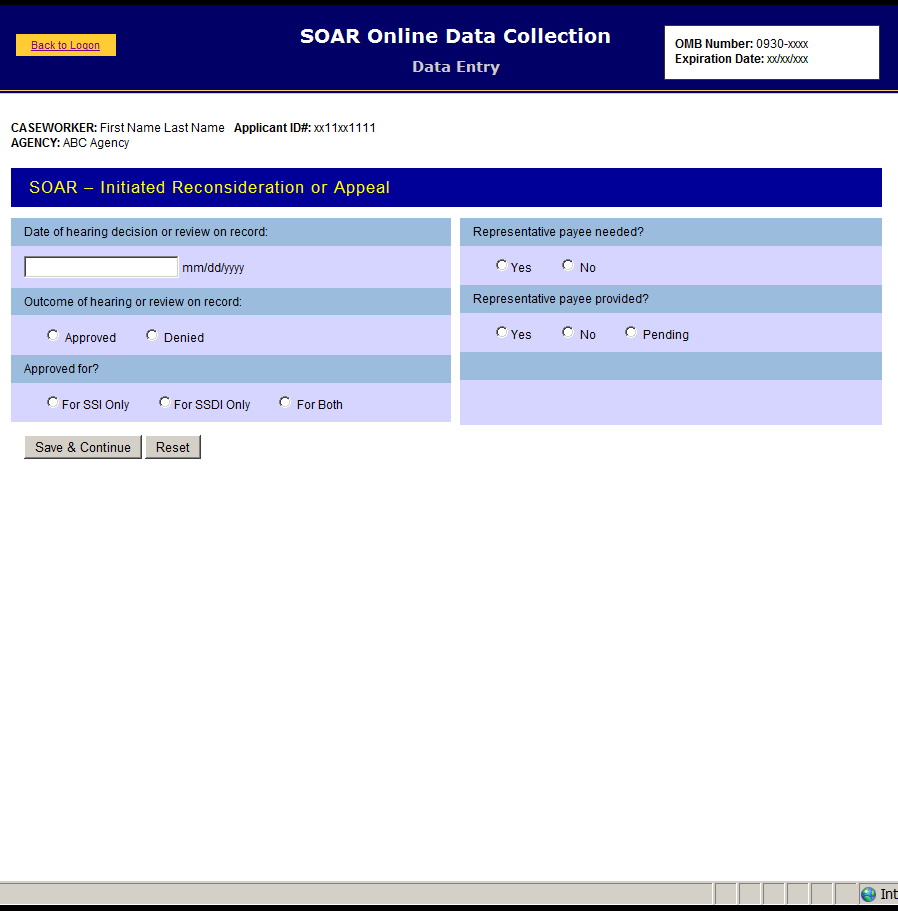 Back to Logon
SOAR Online Data Collection
Data Entry
OMB Number: 0930-xxxx
Expiration Date: xx/xx/xxx
CASEWORKER: First Name Last Name Applicant ID#: xx11xx1111
AGENCY: ABC Agency
SOAR – Initiated Reconsideration or Appeal
Date of hearing decision or review on record:
mm/dd/yyyy
Outcome of hearing or review on record:
Approved Denied
Approved for?
For SSI Only For SSDI Only For Both
Representative payee needed?
Yes No
Representative payee provided?
Yes No Pending
Save & Continue Reset
Int